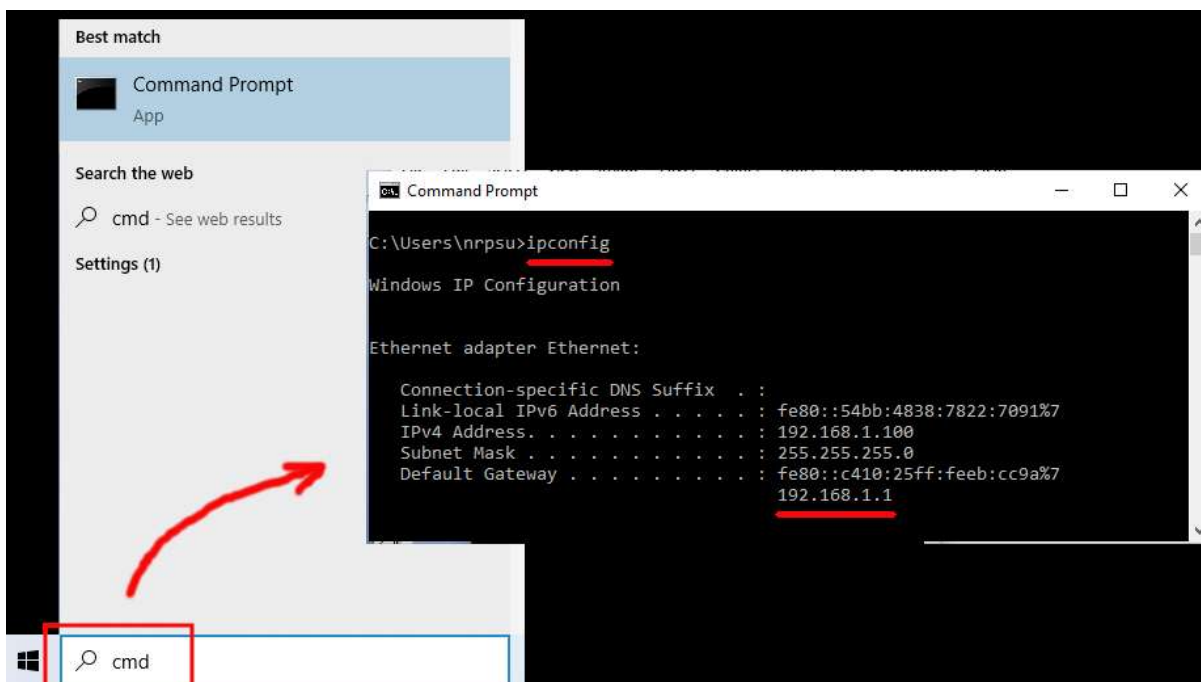 Best match
Command Prompt
App
Search the web
cmd - See web results
Settings (1)
cmd
Command Prompt
C:\Users\nrpsu>ipconfig
Windows IP Configuration
Ethernet adapter Ethernet:
Connection-specific DNS Suffix . :
Link-local IPv6 Address . . . . . : fe80::54bb:4838:7822:7091%7
IPv4 Address. . . . . . . . . . . : 192.168.1.100
Subnet Mask . . . . . . . . . . . : 255.255.255.0
Default Gateway . . . . . . . . . : fe80::c410:25ff:feeb:cc9a%7
192.168.1.1